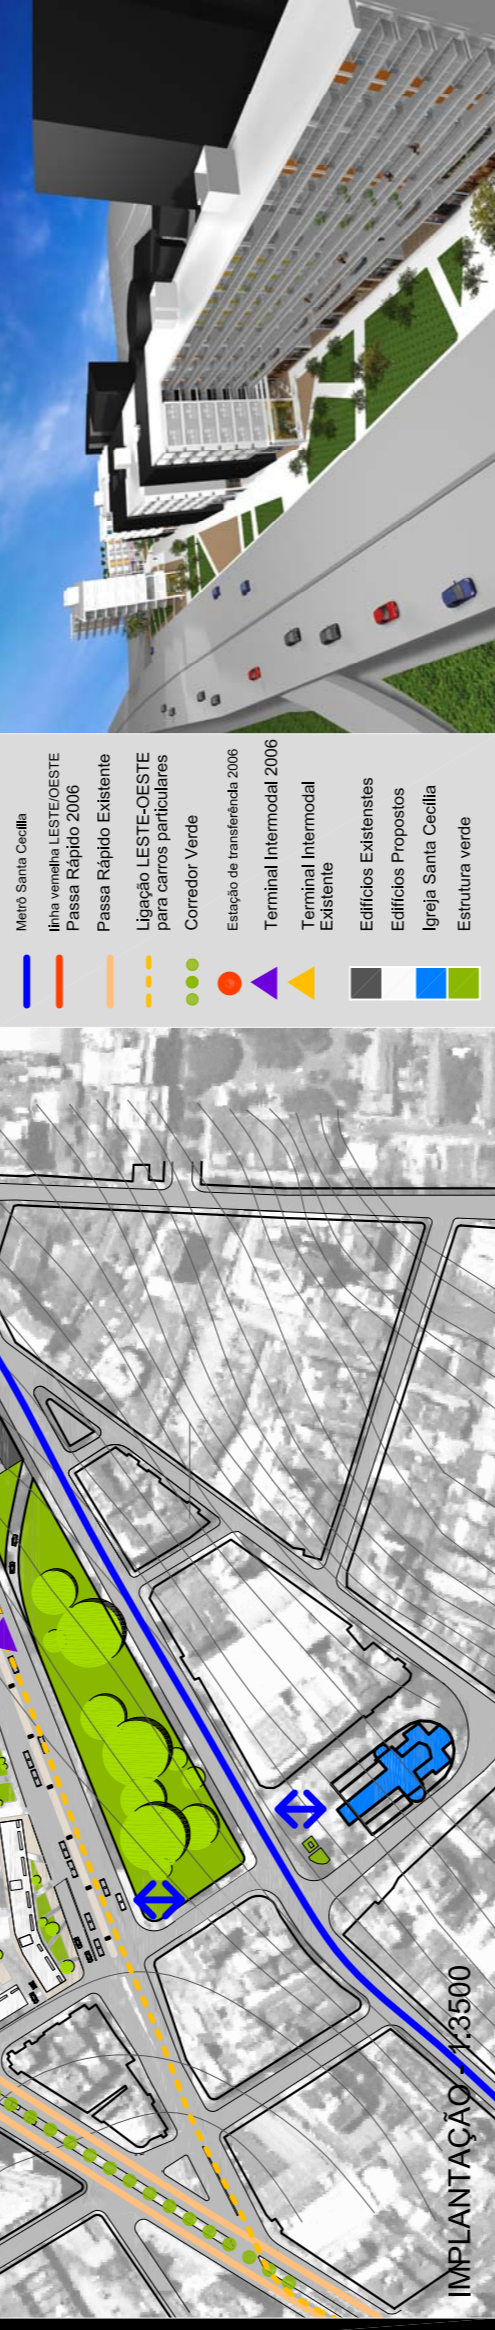 Metrô Santa Cecília
linha vemelha LESTE/OESTE
Passa Rápido 2006
Passa Rápido Existente
Ligação LESTE-OESTE
para carros particulares
Corredor Verde
Estação de transferência 2006
Terminal Intermodal 2006
Terminal Intermodal
Existente
Edifícios Existenstes
Edifícios Propostos
Igreja Santa Cecília
Estrutura verde
IMPLANTAÇÃO - 1:3500